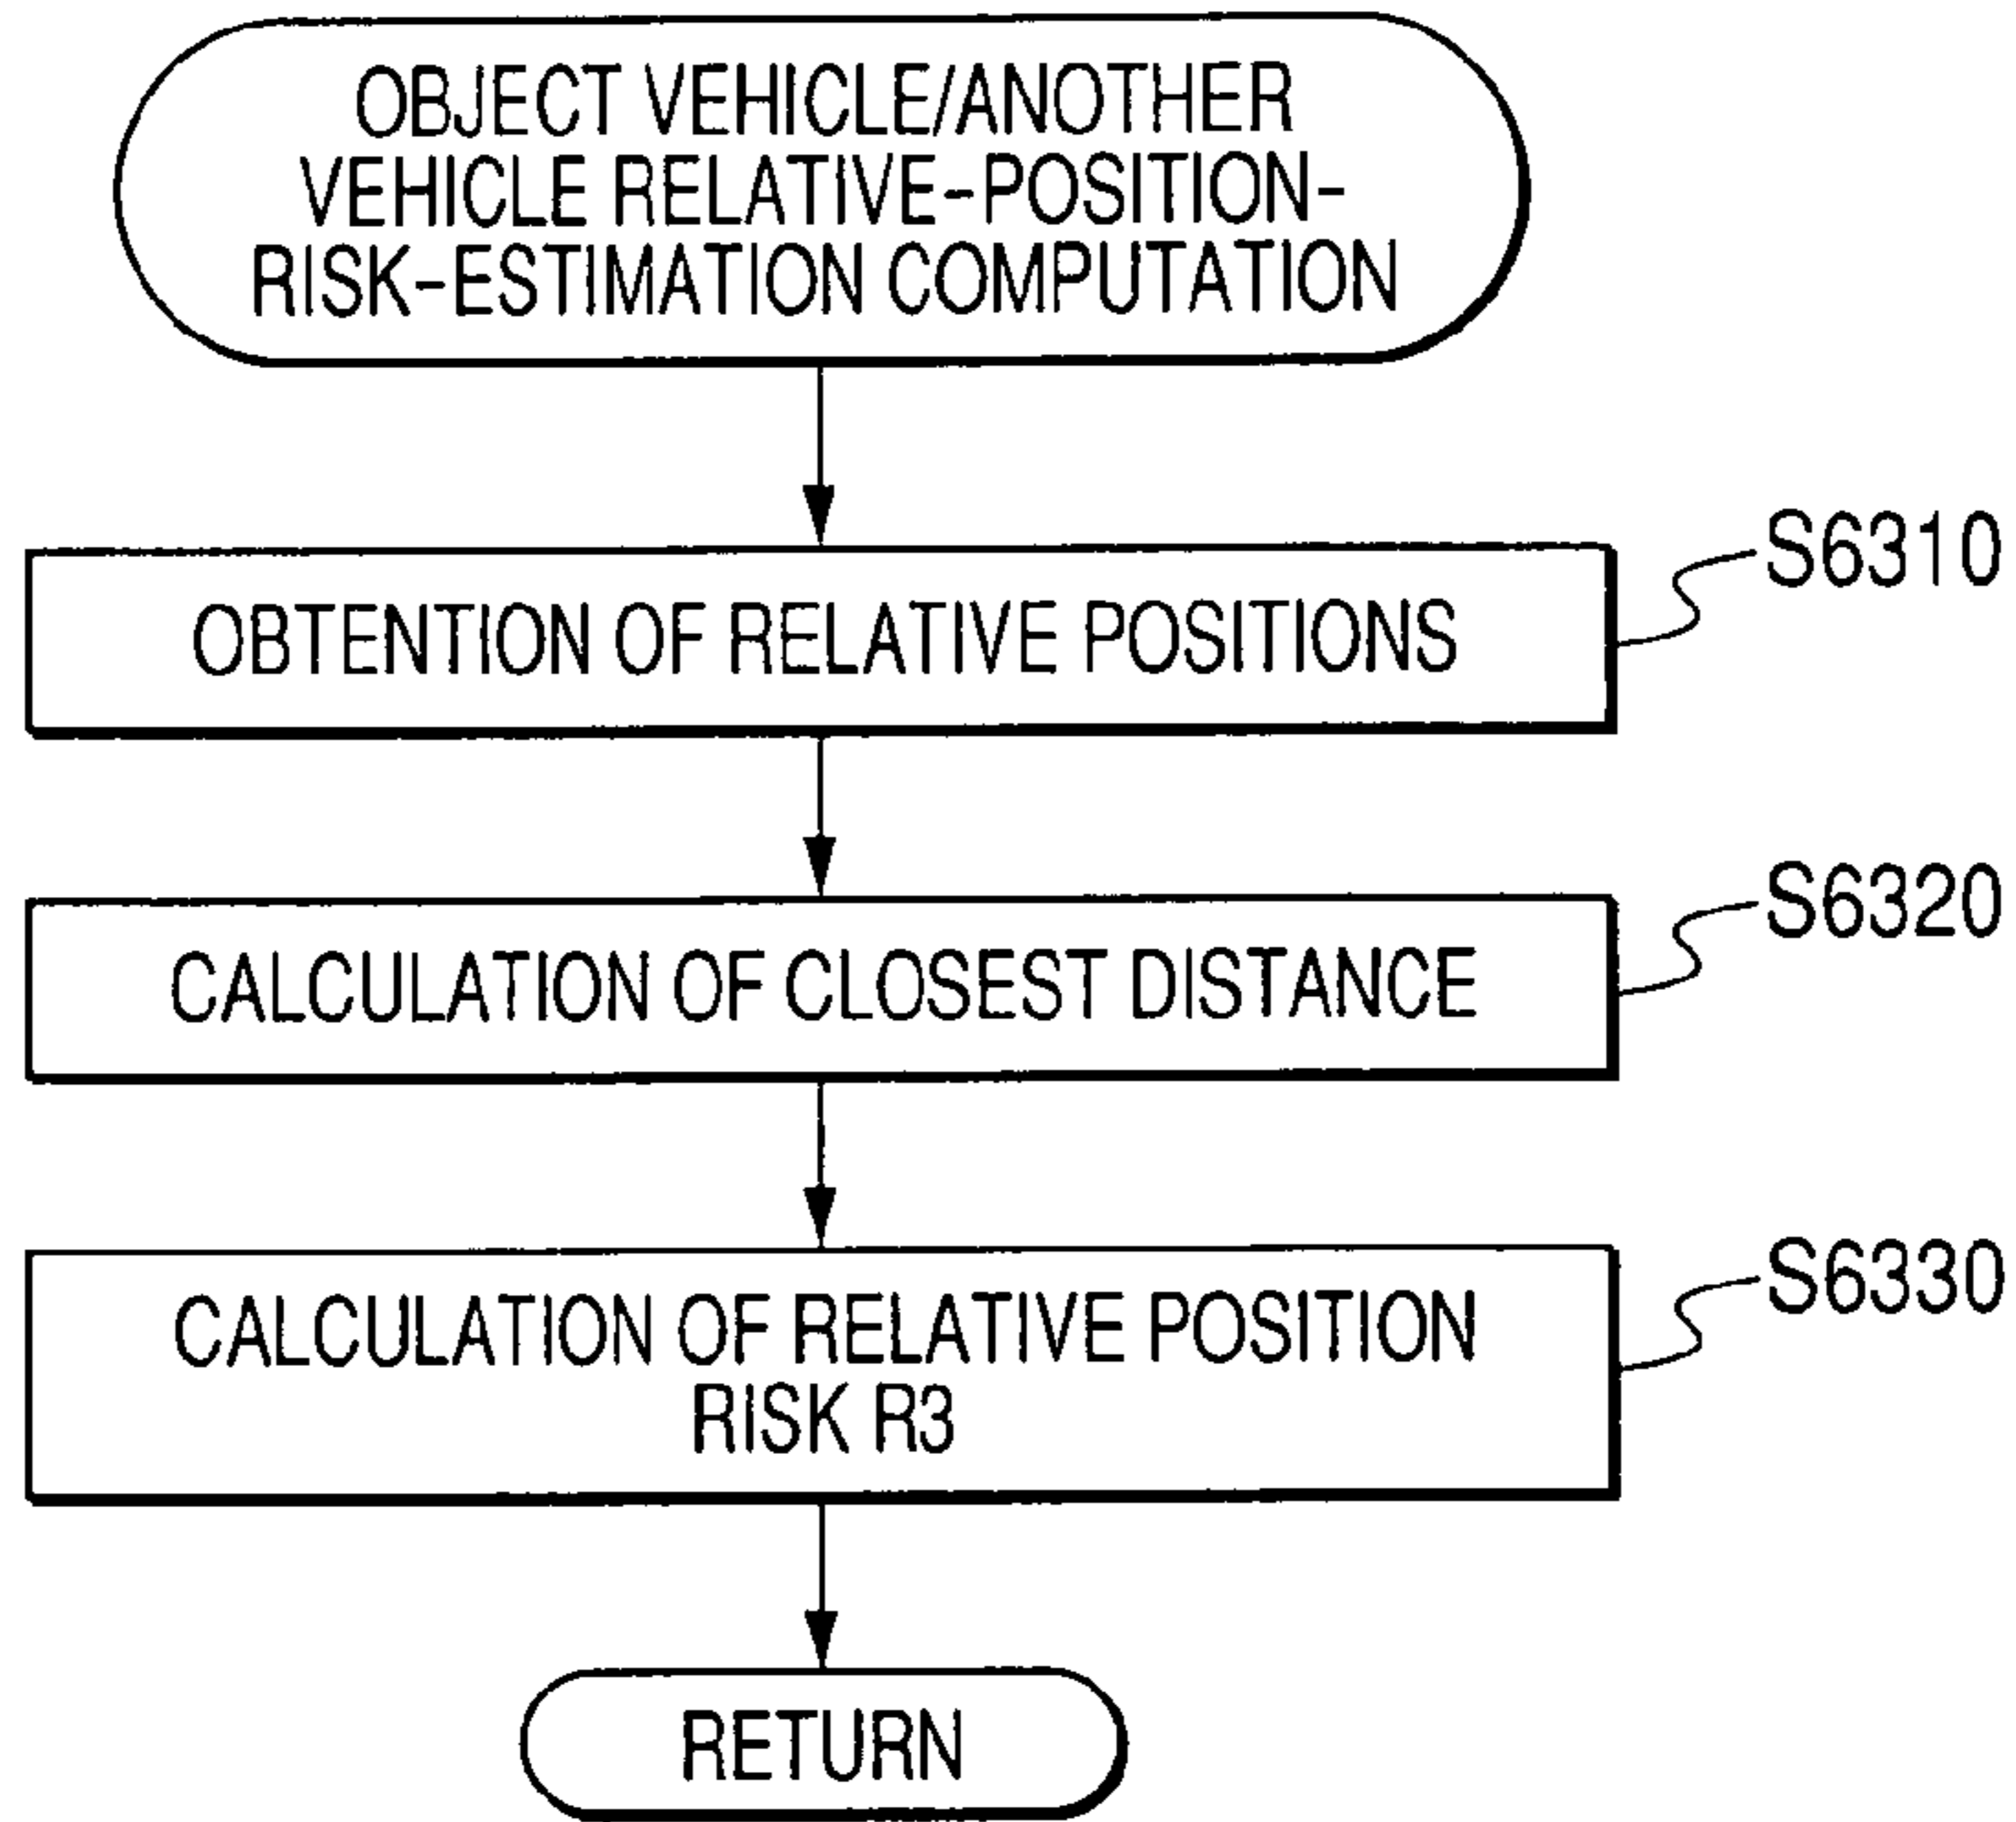 OBJECT VEHICLE/ANOTHER
VEHICLE RELATIVE-POSITION-
RISK-ESTIMATION COMPUTATION
S6310
OBTENTION OF RELATIVE POSITIONS
S6320
CALCULATION OF CLOSEST DISTANCE
S6330
CALCULATION OF RELATIVE POSITION
RISK R3
RETURN